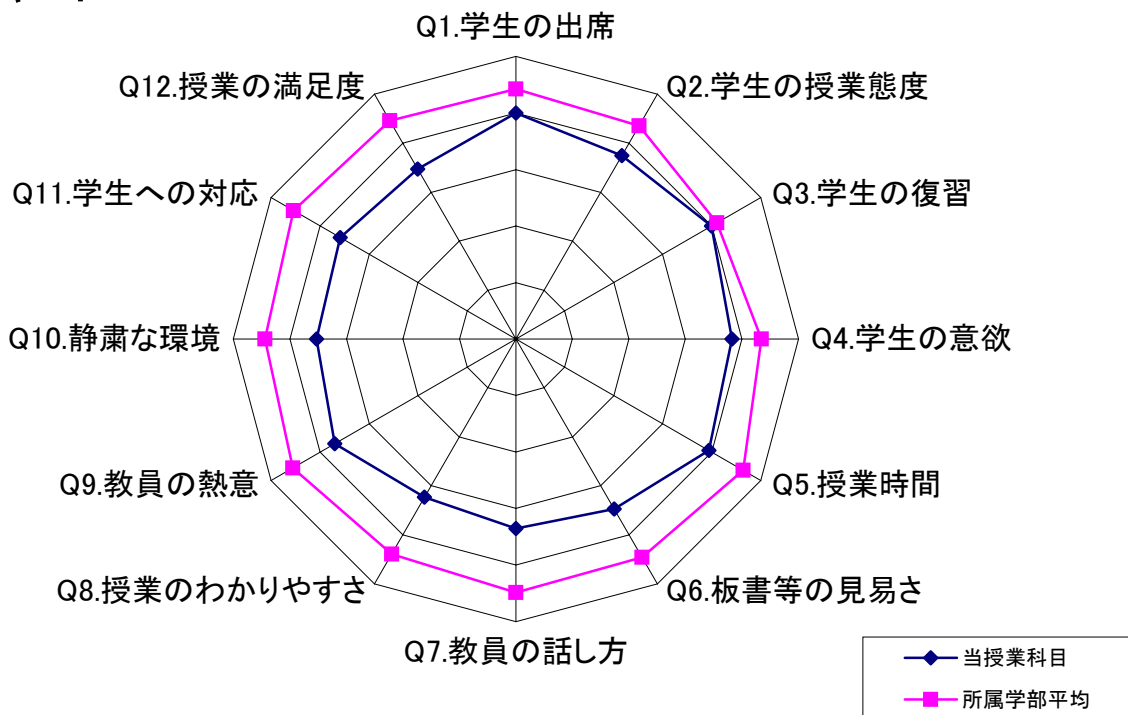 Q1.学生の出席
Q2.学生の授業態度
Q3.学生の復習
Q4.学生の意欲
Q5.授業時間
Q6.板書等の見易さ
Q7.教員の話し方
Q8.授業のわかりやすさ
Q9.教員の熱意
Q10.静粛な環境
Q11.学生への対応
Q12.授業の満足度
当授業科目
所属学部平均